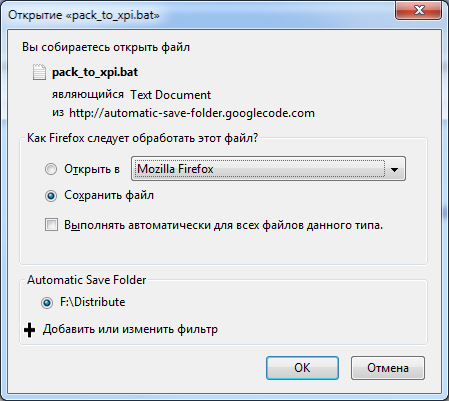 Открытие «pack_to_xpi.bat»
Вы собираетесь открыть файл
pack_to_xpi.bat
являющийся Text Document
из http://automatic-save-folder.googlecode.com
Как Firefox следует обработать этот файл?
Открыть в Mozilla Firefox
Сохранить файл
Выполнять автоматически для всех файлов данного типа.
Automatic Save Folder
F:\Distribute
Добавить или изменить фильтр
OK Отмена